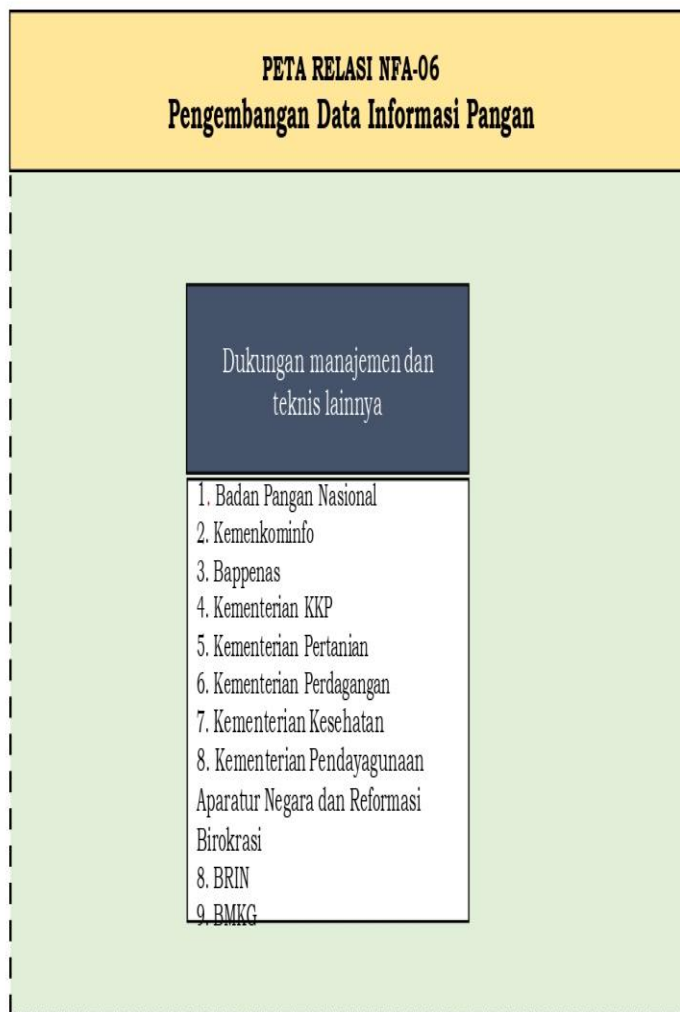 PETA RELASI NFA-06
Pengembangan Data Informasi Pangan
Dukungan manajemen dan
teknis lainnya
1. Badan Pangan Nasional
2. Kemenkominfo
3. Bappenas
4. Kementerian KKP
5. Kementerian Pertanian
6. Kementerian Perdagangan
7. Kementerian Kesehatan
8. Kementerian Pendayagunaan
Aparatur Negara dan Reformasi
Birokrasi
8. BRIN
9. BMKG